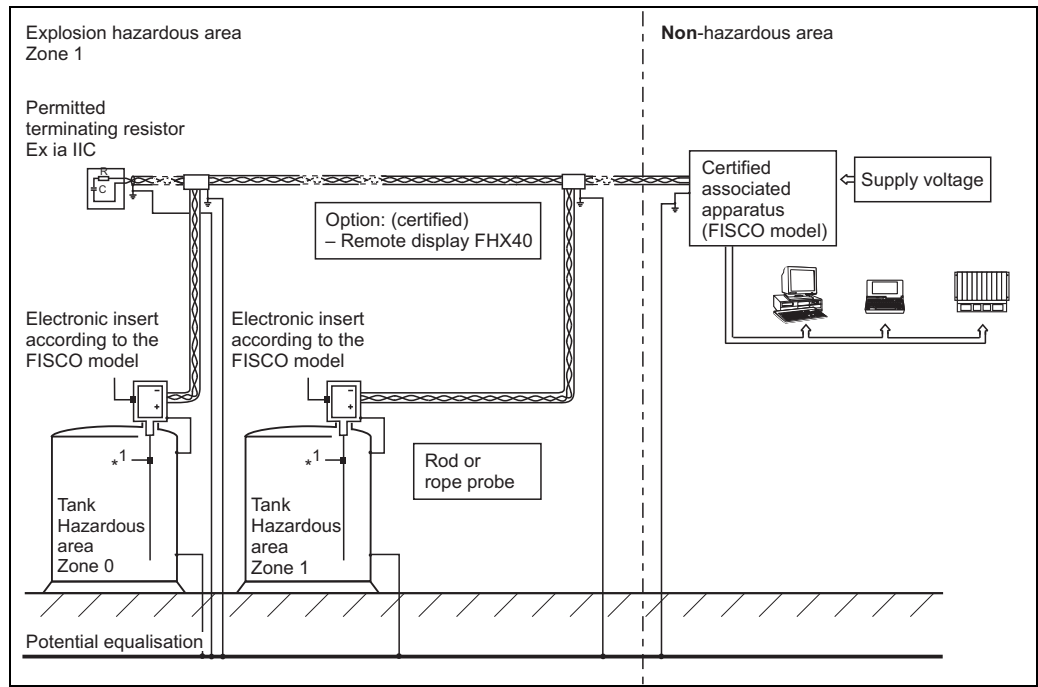 Explosion hazardous area
Zone 1
Non-hazardous area
Permitted
terminating resistor
Ex ia IIC
R
C
Certified
associated
apparatus
(FISCO model)
Supply voltage
Option: (certified)
– Remote display FHX40
Electronic insert
according to the
FISCO model
Electronic insert
according to the
FISCO model
–
+
–
+
*1
*1
Rod or
rope probe
Tank
Hazardous
area
Zone 0
Tank
Hazardous
area
Zone 1
Potential equalisation